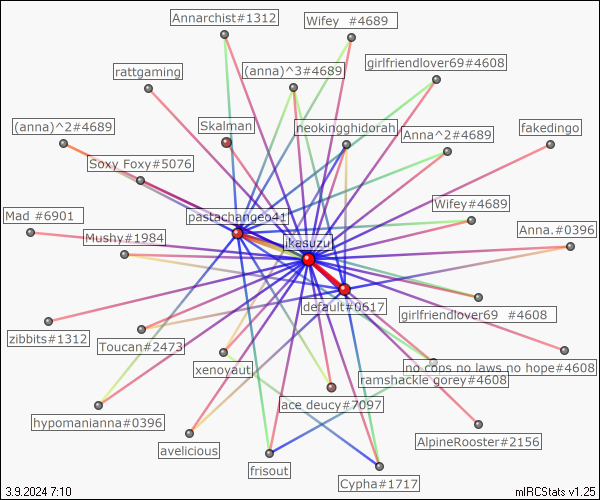 Annarchist#1312
Wifey  #4689
girlfriendlover69#4608
rattgaming
(anna)^3#4689
(anna)^2#4689
Skalman
neokingghidorah
Anna^2#4689
fakedingo
Soxy Foxy#5076
Wifey#4689
Mad #6901
pastachangeo41
Anna.#0396
Mushy#1984
ikasuzu
default#0617
girlfriendlover69  #4608
zibbits#1312
Toucan#2473
xenoyaut
no cops no laws no hope#4608
ramshackle gorey#4608
hypomanianna#0396
ace deucy#7097
avelicious
AlpineRooster#2156
frisout
Cypha#1717
3.9.2024 7:10
mIRCStats v1.25